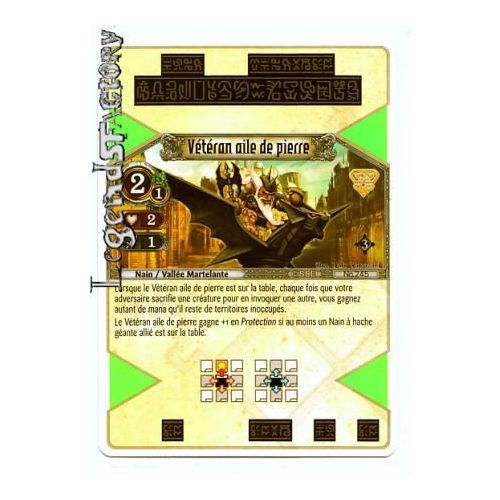 LegendsFactory
Vétéran aile de pierre
2
1
2
1
3
Nain / Vallée Martelante
No.245
Lorsque le Vétéran aile de pierre est sur la table, chaque fois que votre
adversaire sacrifie une créature pour en invoquer une autre, vous gagnez
autant de mana qu'il reste de territoires inoccupés.
Le Vétéran aile de pierre gagne +1 en Protection si au moins un Nain à hache
géante allié est sur la table.